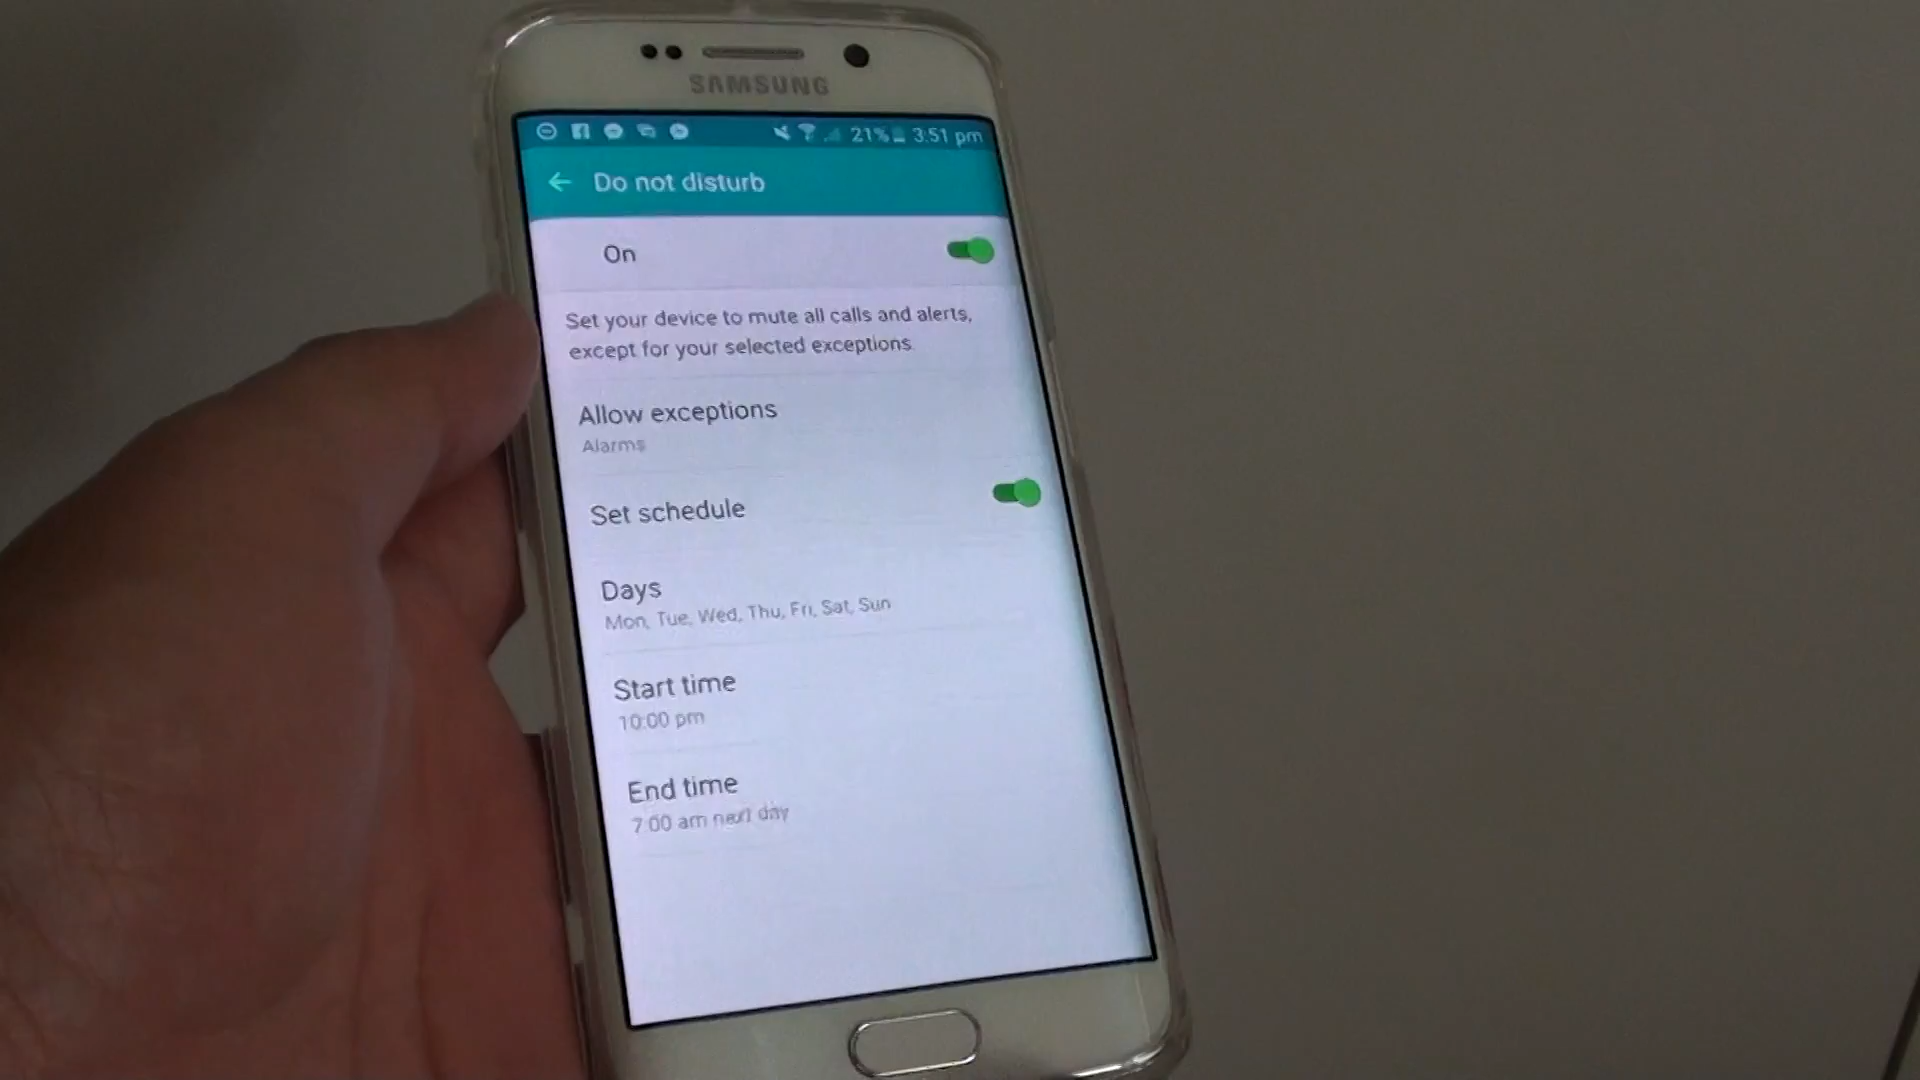 SAMSUNG
21% 3:51 pm
Do not disturb
On
Set your device to mute all calls and alerts,
except for your selected exceptions.
Allow exceptions
Alarms
Set schedule
Days
Mon, Tue, Wed, Thu, Fri, Sat, Sun
Start time
10:00 pm
End time
7:00 am next day